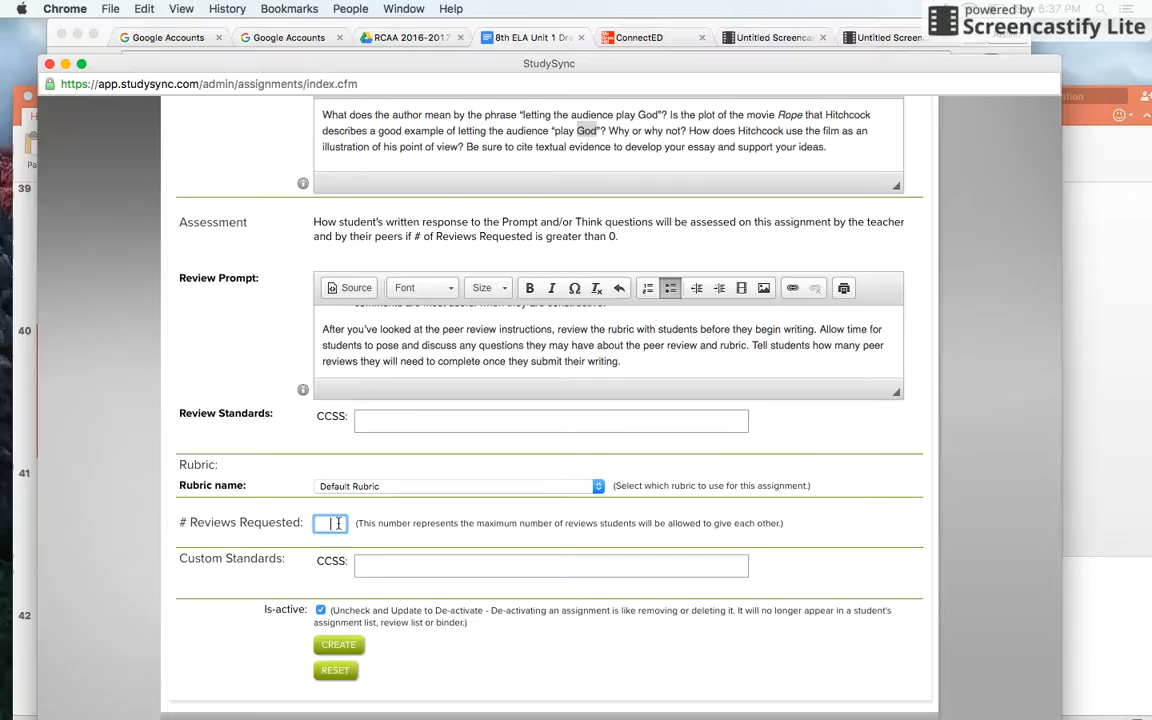 Chrome File Edit View History Bookmarks People Window Help 6:37 PM
powered by
Screencastify Lite
Google Accounts Google Accounts RCAA 2016-2017 8th ELA Unit 1 Dra ConnectED Untitled Screenca Untitled Screen
StudySync
https://app.studysync.com/admin/assignments/index.cfm
What does the author mean by the phrase “letting the audience play God”? Is the plot of the movie Rope that Hitchcock
describes a good example of letting the audience “play God”? Why or why not? How does Hitchcock use the film as an
illustration of his point of view? Be sure to cite textual evidence to develop your essay and support your ideas.
39
Assessment
How student's written response to the Prompt and/or Think questions will be assessed on this assignment by the teacher
and by their peers if # of Reviews Requested is greater than 0.
Review Prompt:
Source Font Size B I Ω Tx
After you’ve looked at the peer review instructions, review the rubric with students before they begin writing. Allow time for
students to pose and discuss any questions they may have about the peer review and rubric. Tell students how many peer
reviews they will need to complete once they submit their writing.
40
Review Standards: CCSS:
Rubric:
41
Rubric name: Default Rubric (Select which rubric to use for this assignment.)
# Reviews Requested: (This number represents the maximum number of reviews students will be allowed to give each other.)
Custom Standards: CCSS:
Is-active: (Uncheck and Update to De-activate - De-activating an assignment is like removing or deleting it. It will no longer appear in a student's
assignment list, review list or binder.)
42
CREATE
RESET